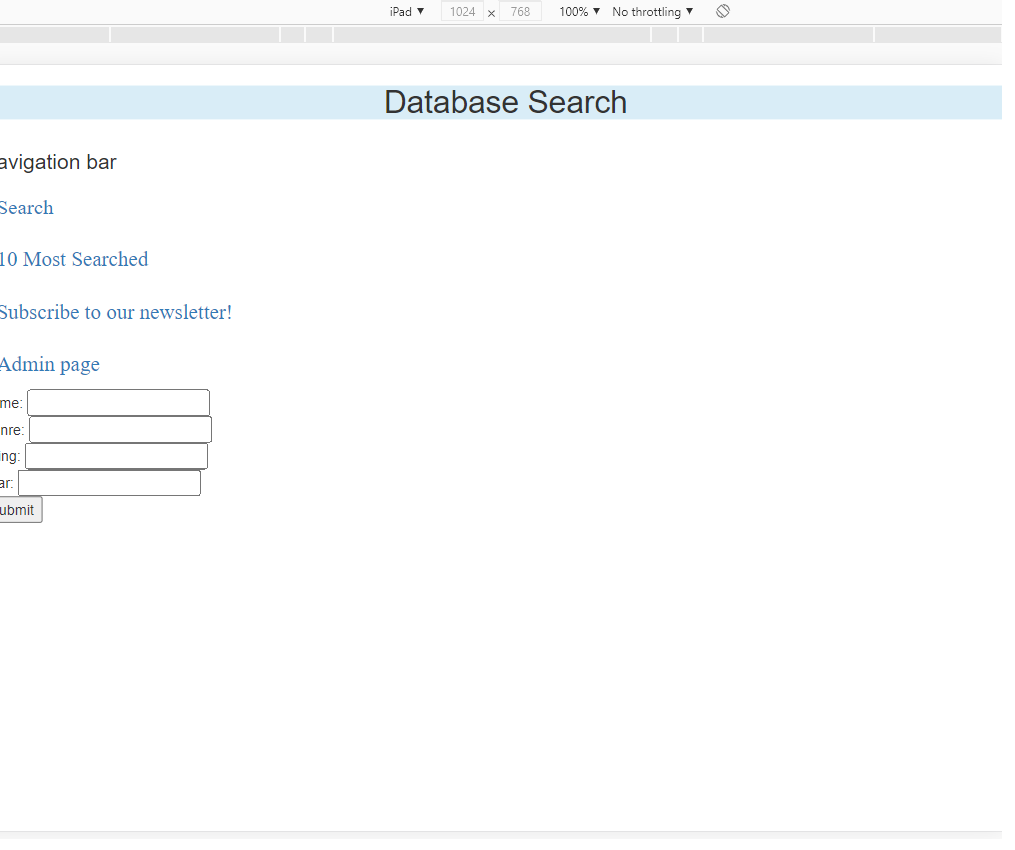 iPad ▼ 1024 × 768 100% ▼ No throttling ▼
Database Search
avigation bar
Search
10 Most Searched
Subscribe to our newsletter!
Admin page
me:
nre:
ing:
ar:
ubmit